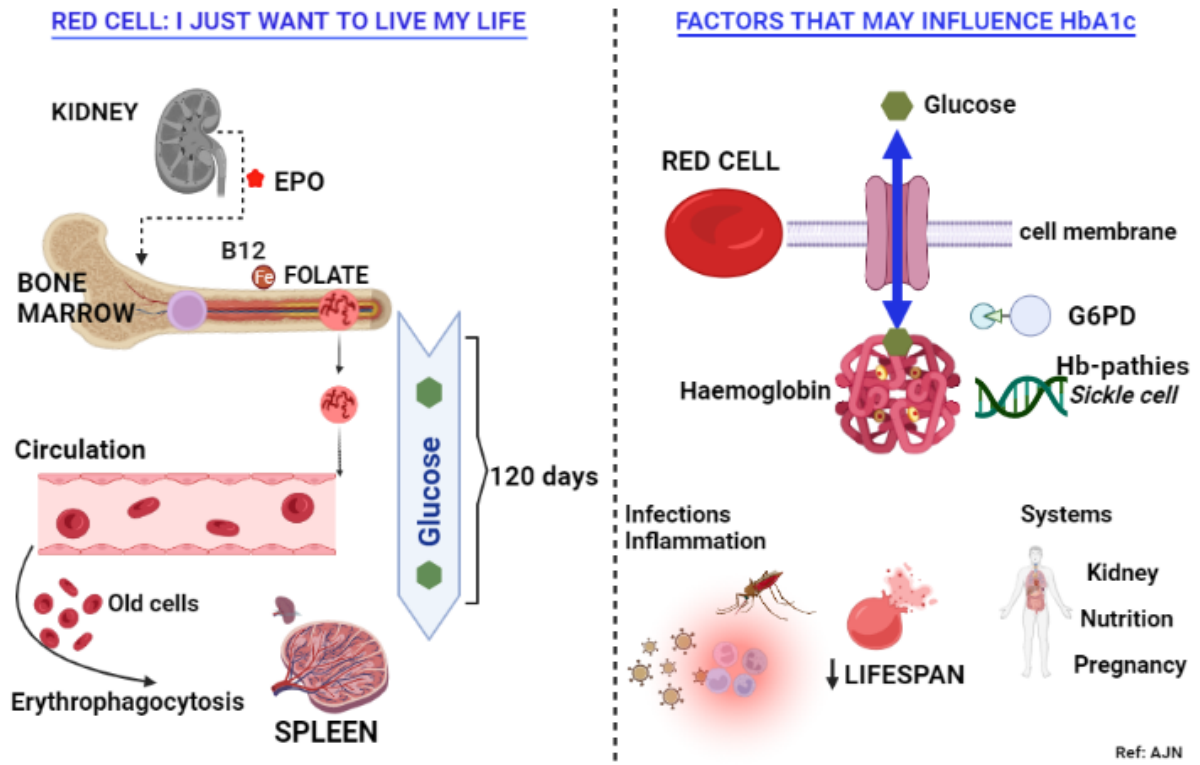 RED CELL: I JUST WANT TO LIVE MY LIFE
KIDNEY
EPO
B12
Fe
FOLATE
BONE
MARROW
Glucose
120 days
Circulation
Old cells
Erythrophagocytosis
SPLEEN
FACTORS THAT MAY INFLUENCE HbA1c
Glucose
RED CELL
cell membrane
G6PD
Haemoglobin
Hb-pathies
Sickle cell
Infections
Inflammation
LIFESPAN
Systems
Kidney
Nutrition
Pregnancy
Ref: AJN